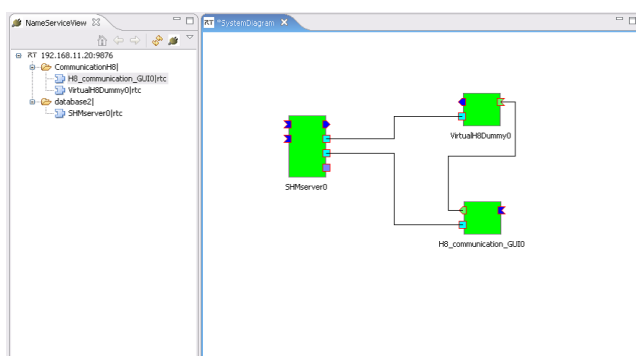 NameServiceView
RT *SystemDiagram
RT 192.168.11.20:9876
CommunicationH8|
H8_communication_GUI0|rtc
VirtualH8Dummy0|rtc
database2|
SHMserver0|rtc
VirtualH8Dummy0
SHMserver0
H8_communication_GUI0